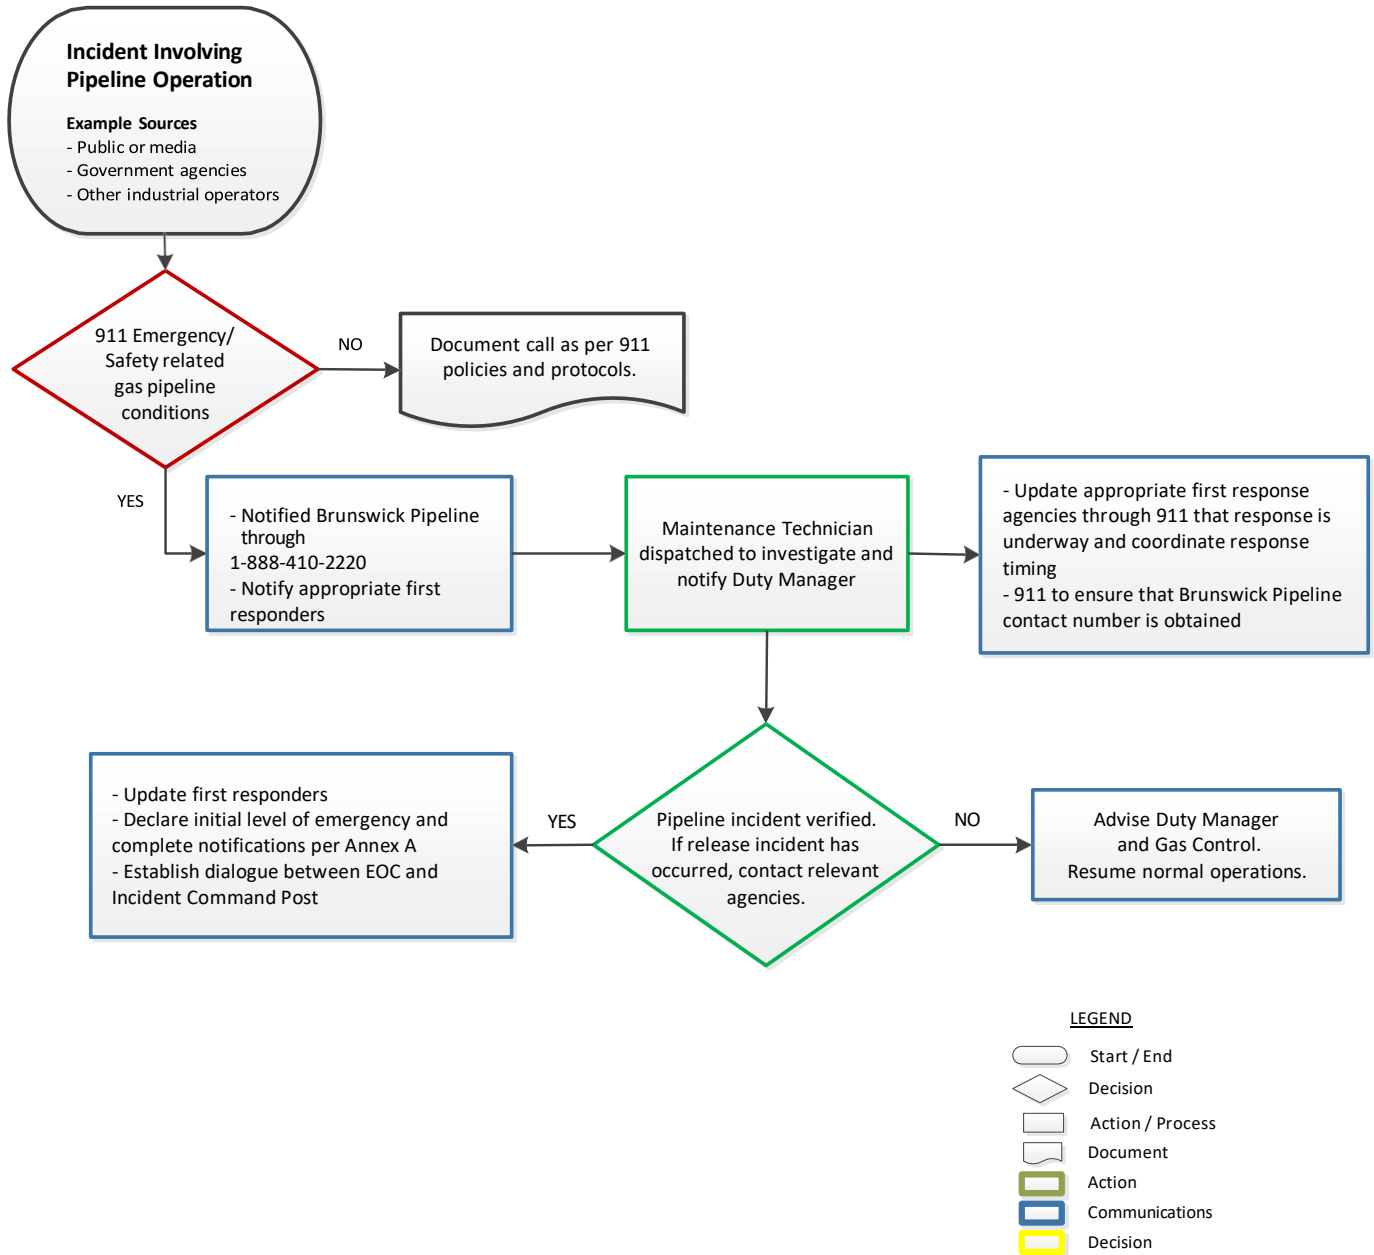 Incident Involving
Pipeline Operation
Example Sources
- Public or media
- Government agencies
- Other industrial operators
911 Emergency/
Safety related
gas pipeline
conditions
NO
Document call as per 911
policies and protocols.
YES
- Notified Brunswick Pipeline
through
1-888-410-2220
- Notify appropriate first
responders
Maintenance Technician
dispatched to investigate and
notify Duty Manager
- Update appropriate first response
agencies through 911 that response is
underway and coordinate response
timing
- 911 to ensure that Brunswick Pipeline
contact number is obtained
- Update first responders
- Declare initial level of emergency and
complete notifications per Annex A
- Establish dialogue between EOC and
Incident Command Post
YES
Pipeline incident verified.
If release incident has
occurred, contact relevant
agencies.
NO
Advise Duty Manager
and Gas Control.
Resume normal operations.
LEGEND
Start / End
Decision
Action / Process
Document
Action
Communications
Decision